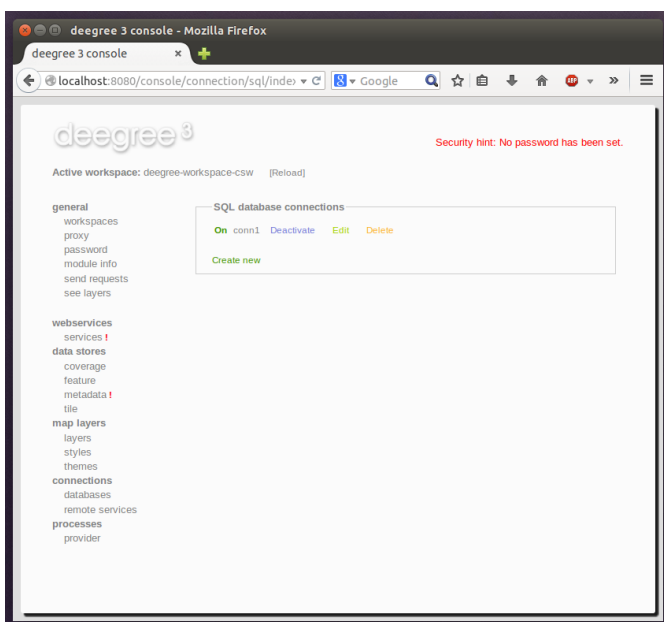 deegree 3 console - Mozilla Firefox
deegree 3 console
localhost:8080/console/connection/sql/index
Google
deegree 3
Security hint: No password has been set.
Active workspace: deegree-workspace-csw [Reload]
general
workspaces
proxy
password
module info
send requests
see layers
webservices
services !
data stores
coverage
feature
metadata !
tile
map layers
layers
styles
themes
connections
databases
remote services
processes
provider
SQL database connections
On conn1 Deactivate Edit Delete
Create new